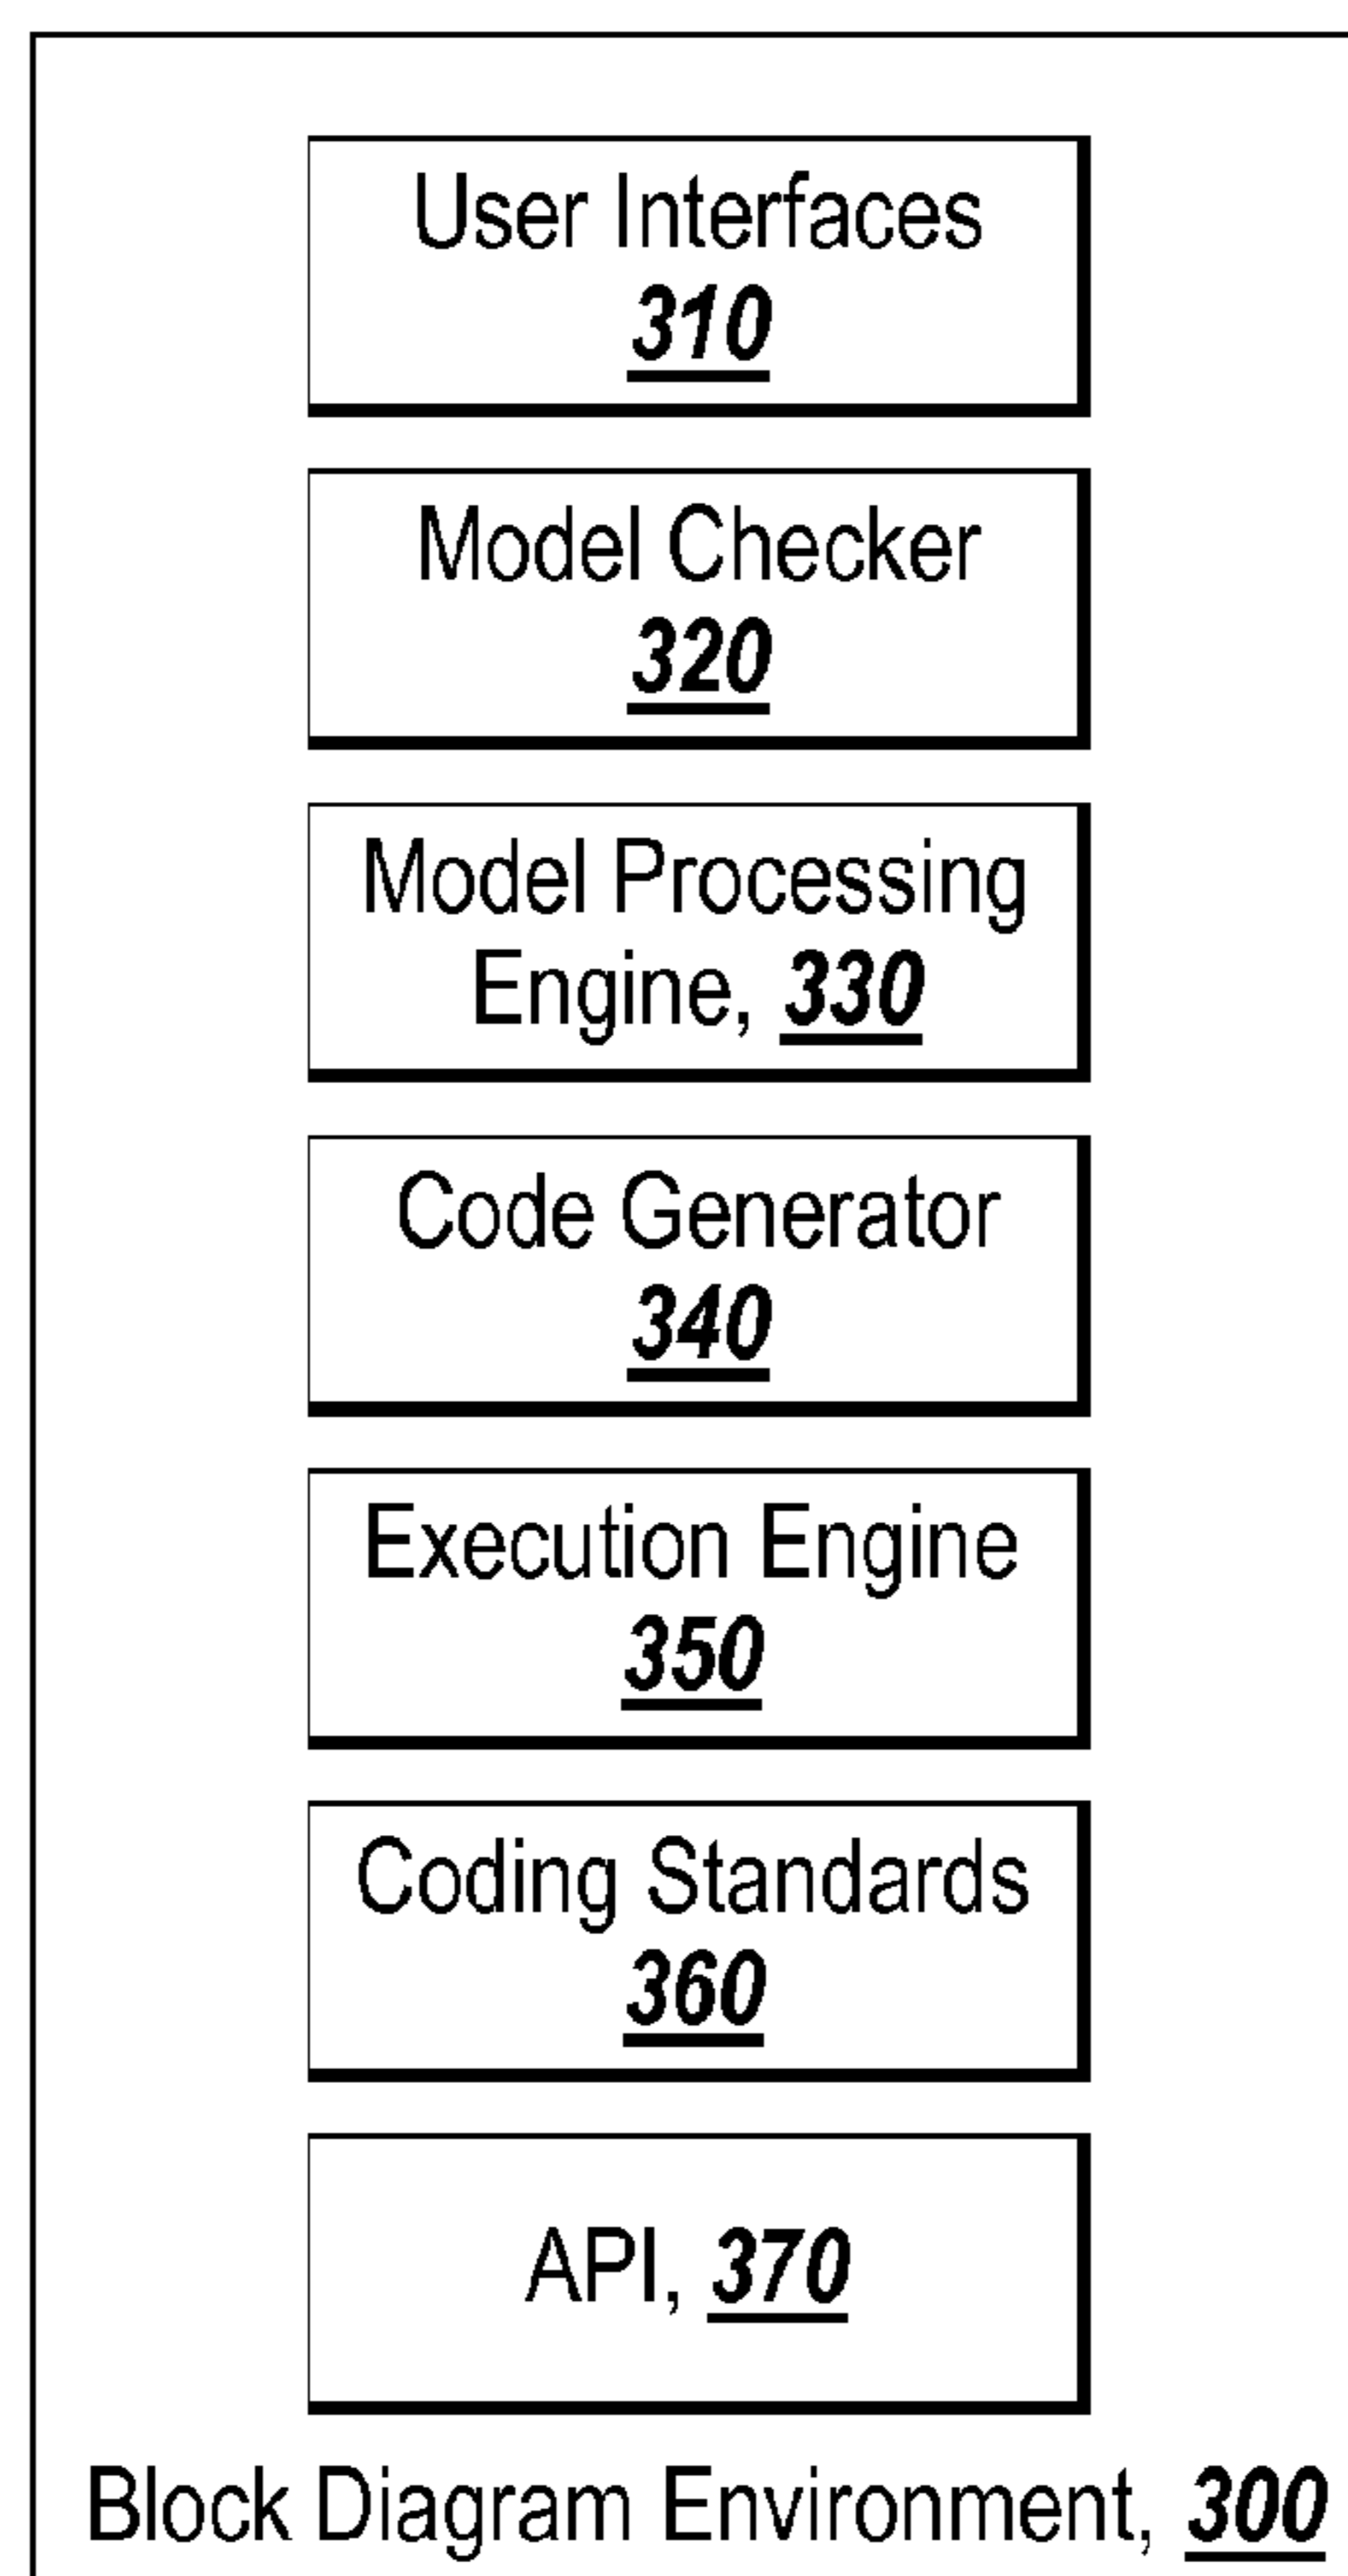 User Interfaces
310
Model Checker
320
Model Processing
Engine, 330
Code Generator
340
Execution Engine
350
Coding Standards
360
API, 370
Block Diagram Environment, 300